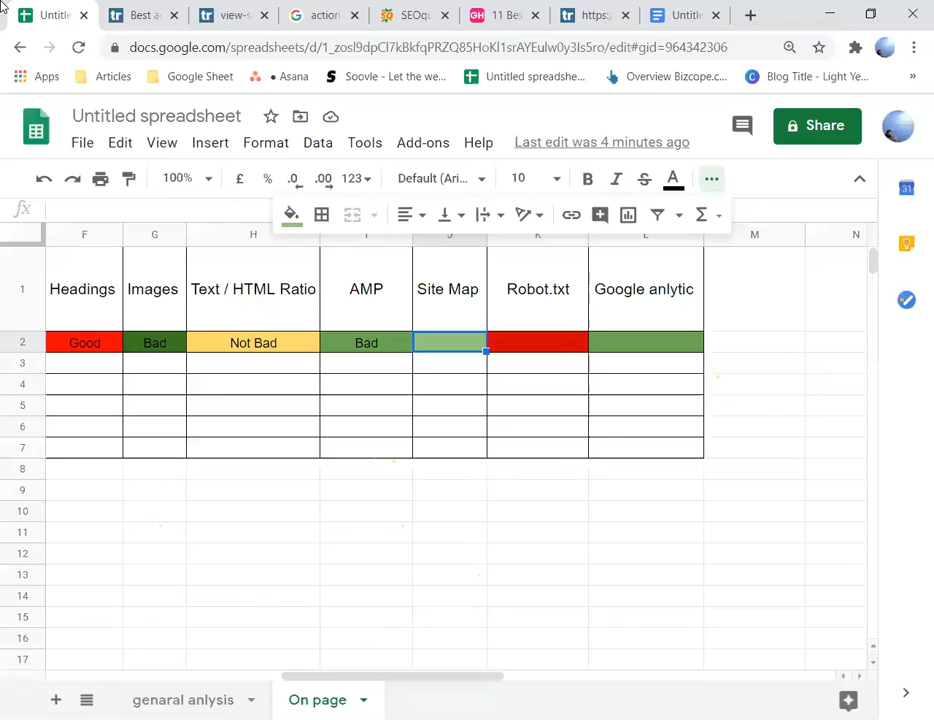 Untitle
Best a
view-s
action
SEOqu
11 Bes
https:
Untitle
docs.google.com/spreadsheets/d/1_zosl9dpCl7kBkfqPRZQ85HoKl1srAYEulw0y3Is5ro/edit#gid=964342306
Apps Articles Google Sheet • Asana Soovle - Let the we... Untitled spreadshe... Overview Bizcope.c... Blog Title - Light Ye... »
Untitled spreadsheet
Share
File Edit View Insert Format Data Tools Add-ons Help Last edit was 4 minutes ago
100% £ % .0 .00 123 Default (Ari... 10 B I S A
fx
F G H I J K L M N
1 Headings Images Text / HTML Ratio AMP Site Map Robot.txt Google anlytic
2 Good Bad Not Bad Bad
3
4
5
6
7
8
9
10
11
12
13
14
15
16
17
genaral anlysis On page